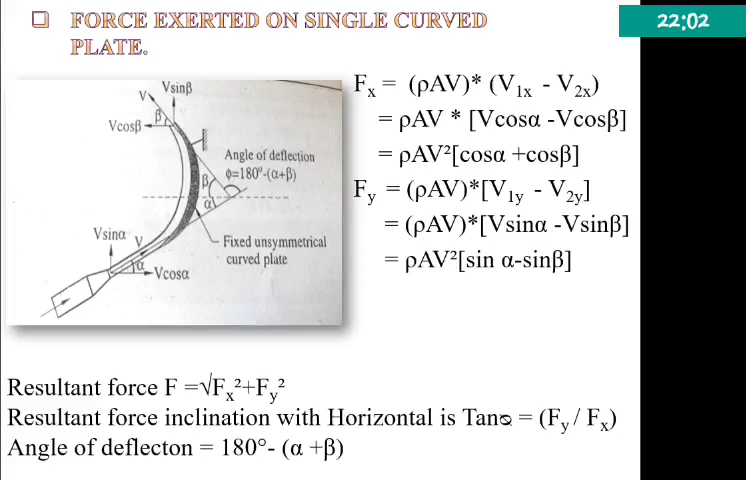 ❑ FORCE EXERTED ON SINGLE CURVED
PLATE.
22:02
Vsinβ
V
β
Vcosβ
Angle of deflection
ϕ=180°-(α+β)
β
α
Vsinα
V
α
Vcosα
Fixed unsymmetrical
curved plate
Fₓ = (ρAV)* (V₁ₓ - V₂ₓ)
= ρAV * [Vcosα -Vcosβ]
= ρAV²[cosα +cosβ]
Fy = (ρAV)*[V1y - V2y]
= (ρAV)*[Vsinα -Vsinβ]
= ρAV²[sin α-sinβ]
Resultant force F =√Fₓ²+Fy²
Resultant force inclination with Horizontal is Tanᴓ = (Fy / Fₓ)
Angle of deflecton = 180°- (α +β)